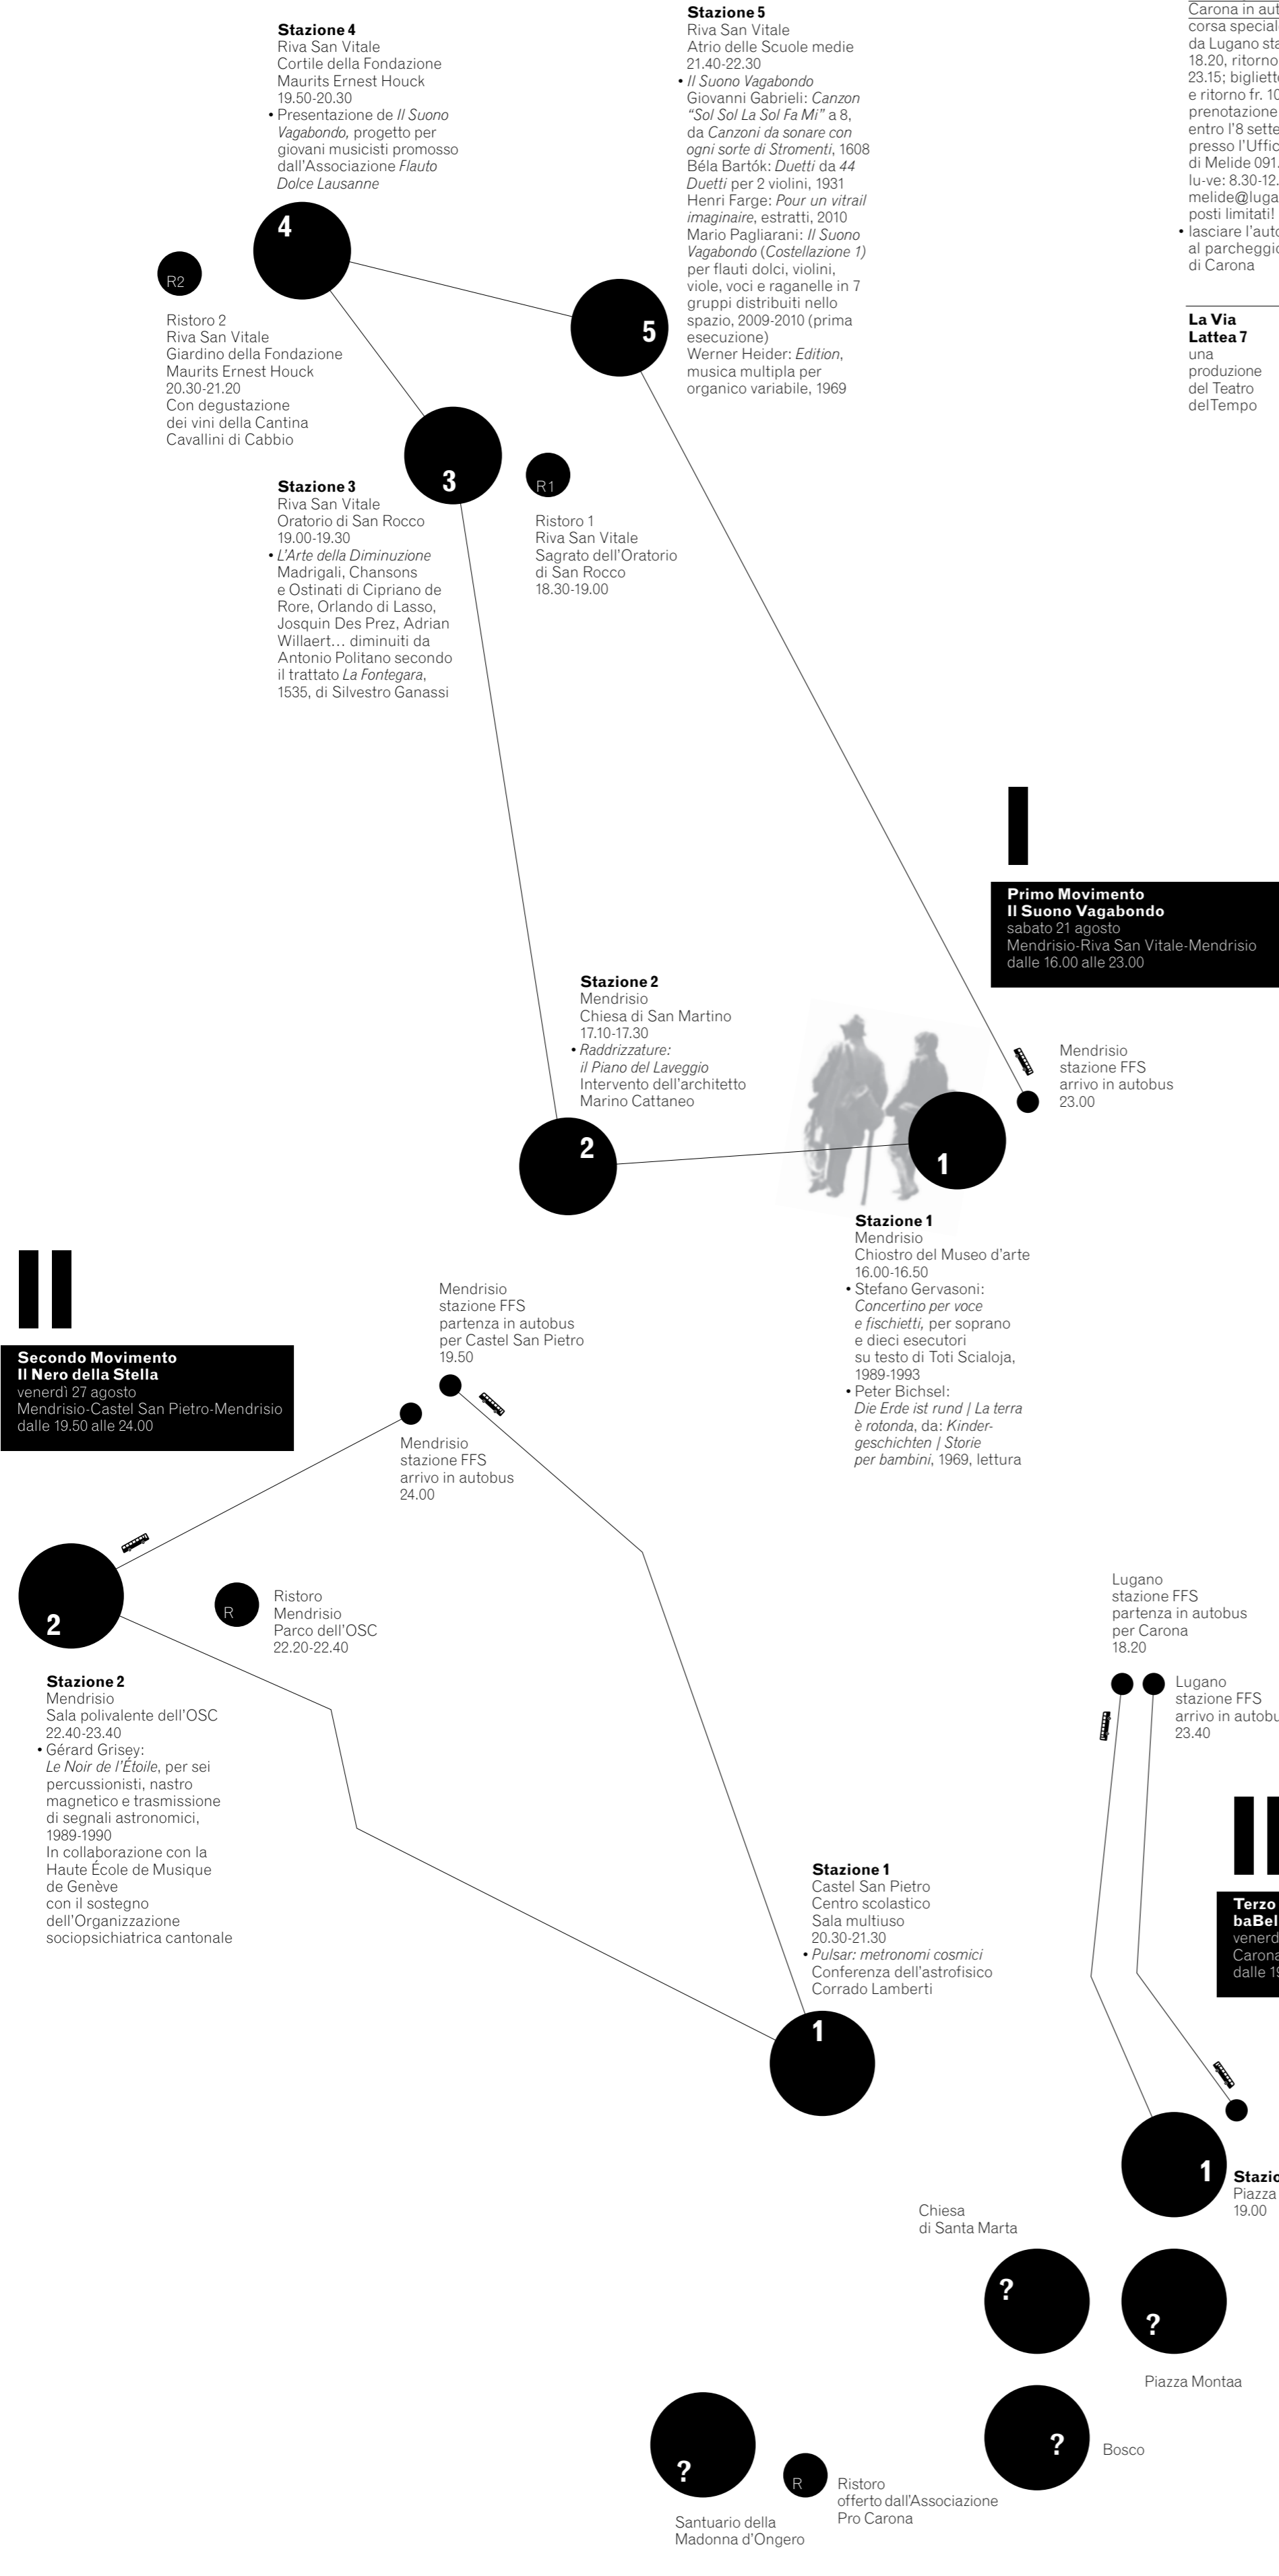 Stazione 4
Riva San Vitale
Cortile della Fondazione
Maurits Ernest Houck
19.50-20.30
• Presentazione de Il Suono
Vagabondo, progetto per
giovani musicisti promosso
dall'Associazione Flauto
Dolce Lausanne
Stazione 5
Riva San Vitale
Atrio delle Scuole medie
21.40-22.30
• Il Suono Vagabondo
Giovanni Gabrieli: Canzon
“Sol Sol La Sol Fa Mi” a 8,
da Canzoni da sonare con
ogni sorte di Stromenti, 1608
Béla Bartók: Duetti da 44
Duetti per 2 violini, 1931
Henri Farge: Pour un vitrail
imaginaire, estratti, 2010
Mario Pagliarani: Il Suono
Vagabondo (Costellazione 1)
per flauti dolci, violini,
viole, voci e raganelle in 7
gruppi distribuiti nello
spazio, 2009-2010 (prima
esecuzione)
Werner Heider: Edition,
musica multipla per
organico variabile, 1969
Carona in
corsa
da Lugano
18.20, ritorno
23.15;
e ritorno fr.
prenotazione
entro l'8
presso
di Melide
lu-ve:
posti limitati!
• lasciare
al
di Carona
La Via
Lattea 7
una
produzione
del Teatro
delTempo
4
R2
5
Ristoro 2
Riva San Vitale
Giardino della Fondazione
Maurits Ernest Houck
20.30-21.20
Con degustazione
dei vini della Cantina
Cavallini di Cabbio
3
R1
Stazione 3
Riva San Vitale
Oratorio di San Rocco
19.00-19.30
• L'Arte della Diminuzione
Madrigali, Chansons
e Ostinati di Cipriano de
Rore, Orlando di Lasso,
Josquin Des Prez, Adrian
Willaert... diminuiti da
Antonio Politano secondo
il trattato La Fontegara,
1535, di Silvestro Ganassi
Ristoro 1
Riva San Vitale
Sagrato dell'Oratorio
di San Rocco
18.30-19.00
I
Primo Movimento
Il Suono Vagabondo
sabato 21 agosto
Mendrisio-Riva San Vitale-Mendrisio
dalle 16.00 alle 23.00
Stazione 2
Mendrisio
Chiesa di San Martino
17.10-17.30
• Raddrizzature:
il Piano del Laveggio
Intervento dell'architetto
Marino Cattaneo
Mendrisio
stazione FFS
arrivo in autobus
23.00
2
1
Stazione 1
Mendrisio
Chiostro del Museo d'arte
16.00-16.50
• Stefano Gervasoni:
Concertino per voce
e fischietti, per soprano
e dieci esecutori
su testo di Toti Scialoja,
1989-1993
• Peter Bichsel:
Die Erde ist rund | La terra
è rotonda, da: Kinder-
geschichten | Storie
per bambini, 1969, lettura
II
Secondo Movimento
Il Nero della Stella
venerdì 27 agosto
Mendrisio-Castel San Pietro-Mendrisio
dalle 19.50 alle 24.00
Mendrisio
stazione FFS
partenza in autobus
per Castel San Pietro
19.50
Mendrisio
stazione FFS
arrivo in autobus
24.00
2
R
Ristoro
Mendrisio
Parco dell'OSC
22.20-22.40
Stazione 2
Mendrisio
Sala polivalente dell'OSC
22.40-23.40
• Gérard Grisey:
Le Noir de l'Étoile, per sei
percussionisti, nastro
magnetico e trasmissione
di segnali astronomici,
1989-1990
In collaborazione con la
Haute École de Musique
de Genève
con il sostegno
dell'Organizzazione
sociopsichiatrica cantonale
Stazione 1
Castel San Pietro
Centro scolastico
Sala multiuso
20.30-21.30
• Pulsar: metronomi cosmici
Conferenza dell'astrofisico
Corrado Lamberti
1
Lugano
stazione FFS
partenza in autobus
per Carona
18.20
Lugano
stazione FFS
arrivo in
23.40
Terzo
dalle
1
Piazza
19.00
Chiesa
di Santa Marta
?
?
Piazza Montaa
?
Bosco
?
R
Ristoro
offerto dall'Associazione
Pro Carona
Santuario della
Madonna d'Ongero